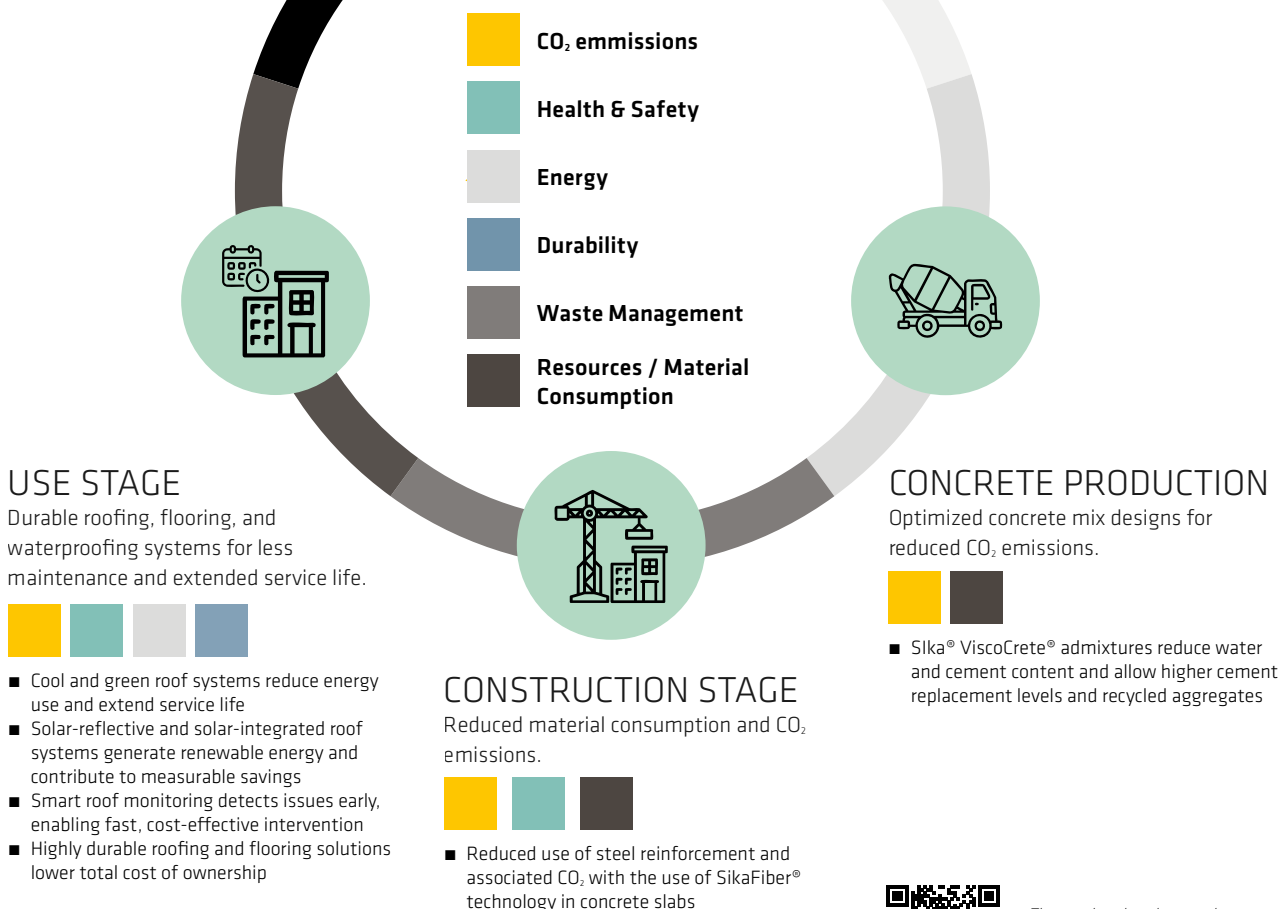 CO₂ emmissions
Health & Safety
Energy
Durability
Waste Management
Resources / Material
Consumption
USE STAGE
Durable roofing, flooring, and
waterproofing systems for less
maintenance and extended service life.
■ Cool and green roof systems reduce energy
use and extend service life
■ Solar-reflective and solar-integrated roof
systems generate renewable energy and
contribute to measurable savings
■ Smart roof monitoring detects issues early,
enabling fast, cost-effective intervention
■ Highly durable roofing and flooring solutions
lower total cost of ownership
CONSTRUCTION STAGE
Reduced material consumption and CO₂
emissions.
■ Reduced use of steel reinforcement and
associated CO₂ with the use of SikaFiber®
technology in concrete slabs
CONCRETE PRODUCTION
Optimized concrete mix designs for
reduced CO₂ emissions.
■ SIka® ViscoCrete® admixtures reduce water
and cement content and allow higher cement
replacement levels and recycled aggregates